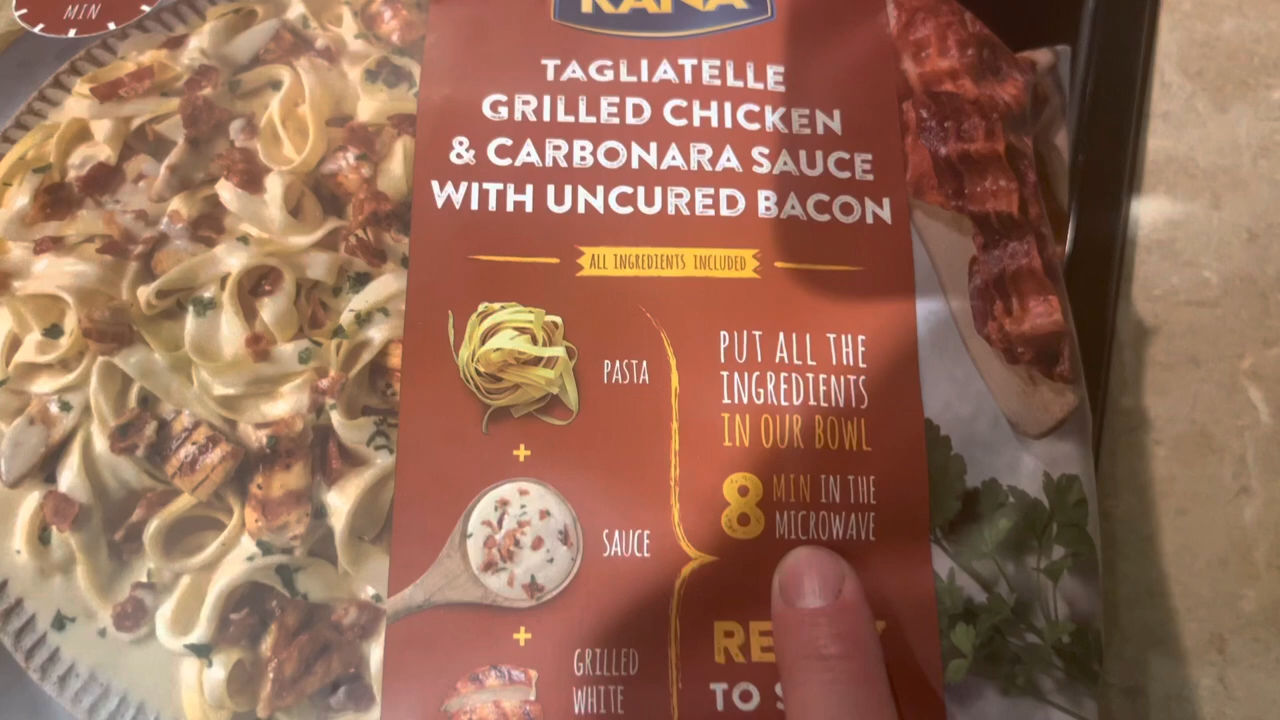 MIN
RANA
TAGLIATELLE
GRILLED CHICKEN
& CARBONARA SAUCE
WITH UNCURED BACON
ALL INGREDIENTS INCLUDED
PASTA
+
SAUCE
+
GRILLED
WHITE
PUT ALL THE
INGREDIENTS
IN OUR BOWL
8 MIN IN THE
MICROWAVE
TO